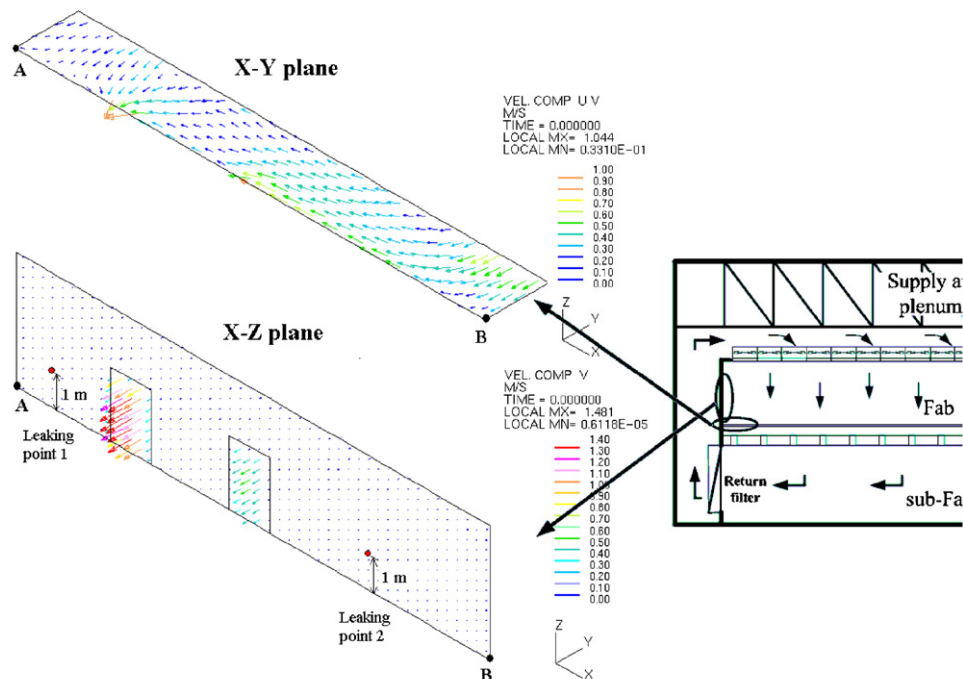 A
X-Y plane
B
VEL. COMP U V
M/S
TIME = 0.000000
LOCAL MX= 1.044
LOCAL MN= 0.3310E-01
1.00
0.90
0.80
0.70
0.60
0.50
0.40
0.30
0.20
0.10
0.00
Z
Y
X
X-Z plane
A
1 m
Leaking
point 1
1 m
Leaking
point 2
B
VEL. COMP V
M/S
TIME = 0.000000
LOCAL MX= 1.481
LOCAL MN= 0.6118E-05
1.40
1.30
1.20
1.10
1.00
0.90
0.80
0.70
0.60
0.50
0.40
0.30
0.20
0.10
0.00
Z
Y
X
Supply a
plenum
Fab
Return
filter
sub-Fa